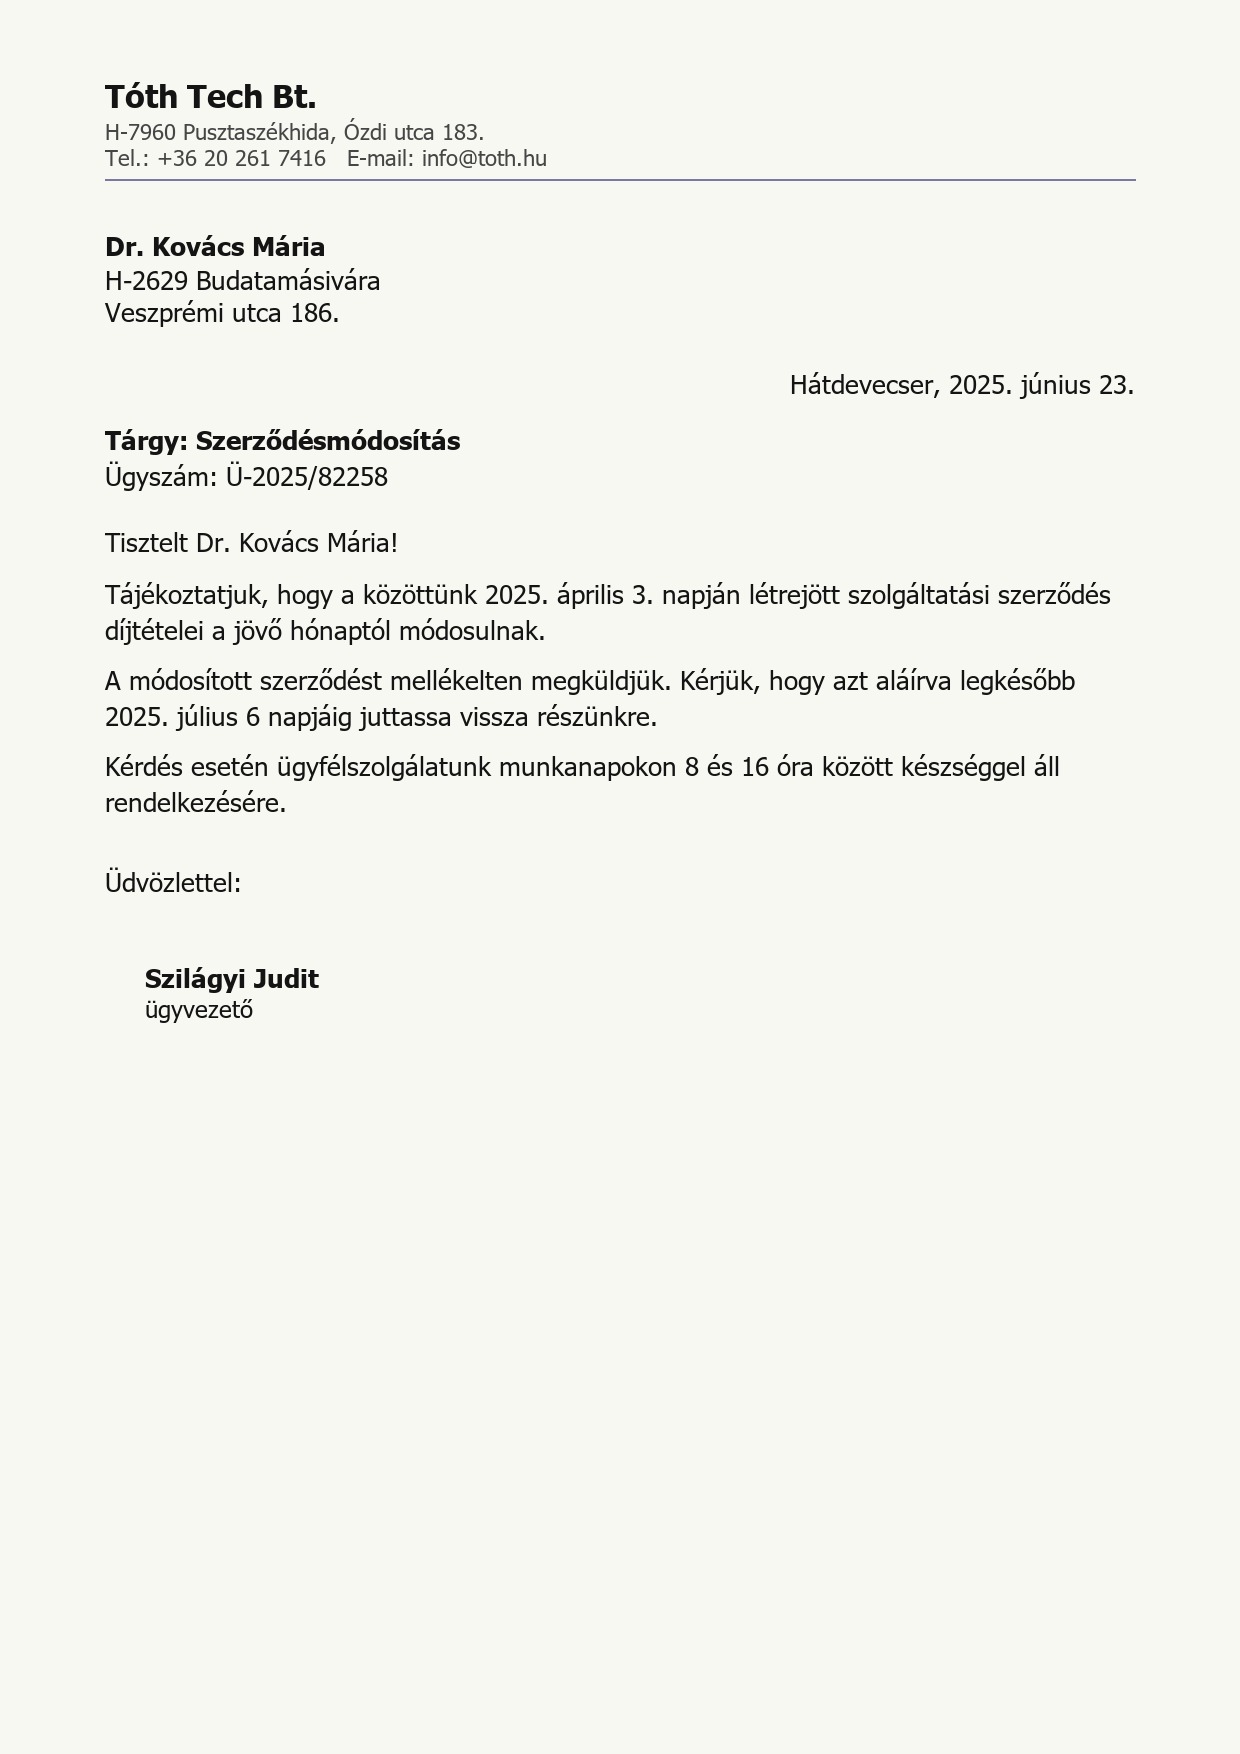 Tóth Tech Bt.
H-7960 Pusztaszékhida, Ózdi utca 183.
Tel.: +36 20 261 7416 E-mail: info@toth.hu
Dr. Kovács Mária
H-2629 Budatamásivára
Veszprémi utca 186.
Hátdevecser, 2025. június 23.
Tárgy: Szerződésmódosítás
Ügyszám: Ü-2025/82258
Tisztelt Dr. Kovács Mária!
Tájékoztatjuk, hogy a közöttünk 2025. április 3. napján létrejött szolgáltatási szerződés
díjtételei a jövő hónaptól módosulnak.
A módosított szerződést mellékelten megküldjük. Kérjük, hogy azt aláírva legkésőbb
2025. július 6 napjáig juttassa vissza részünkre.
Kérdés esetén ügyfélszolgálatunk munkanapokon 8 és 16 óra között készséggel áll
rendelkezésére.
Üdvözlettel:
Szilágyi Judit
ügyvezető